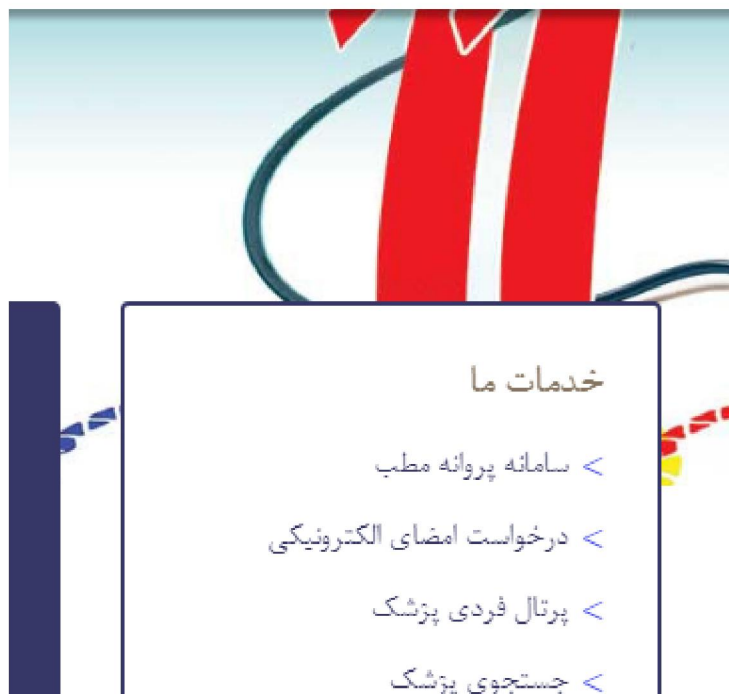 خدمات ما
> سامانه پروانه مطب
> درخواست امضای الکترونیکی
> پرتال فردی پزشک
> جستجوی پزشک